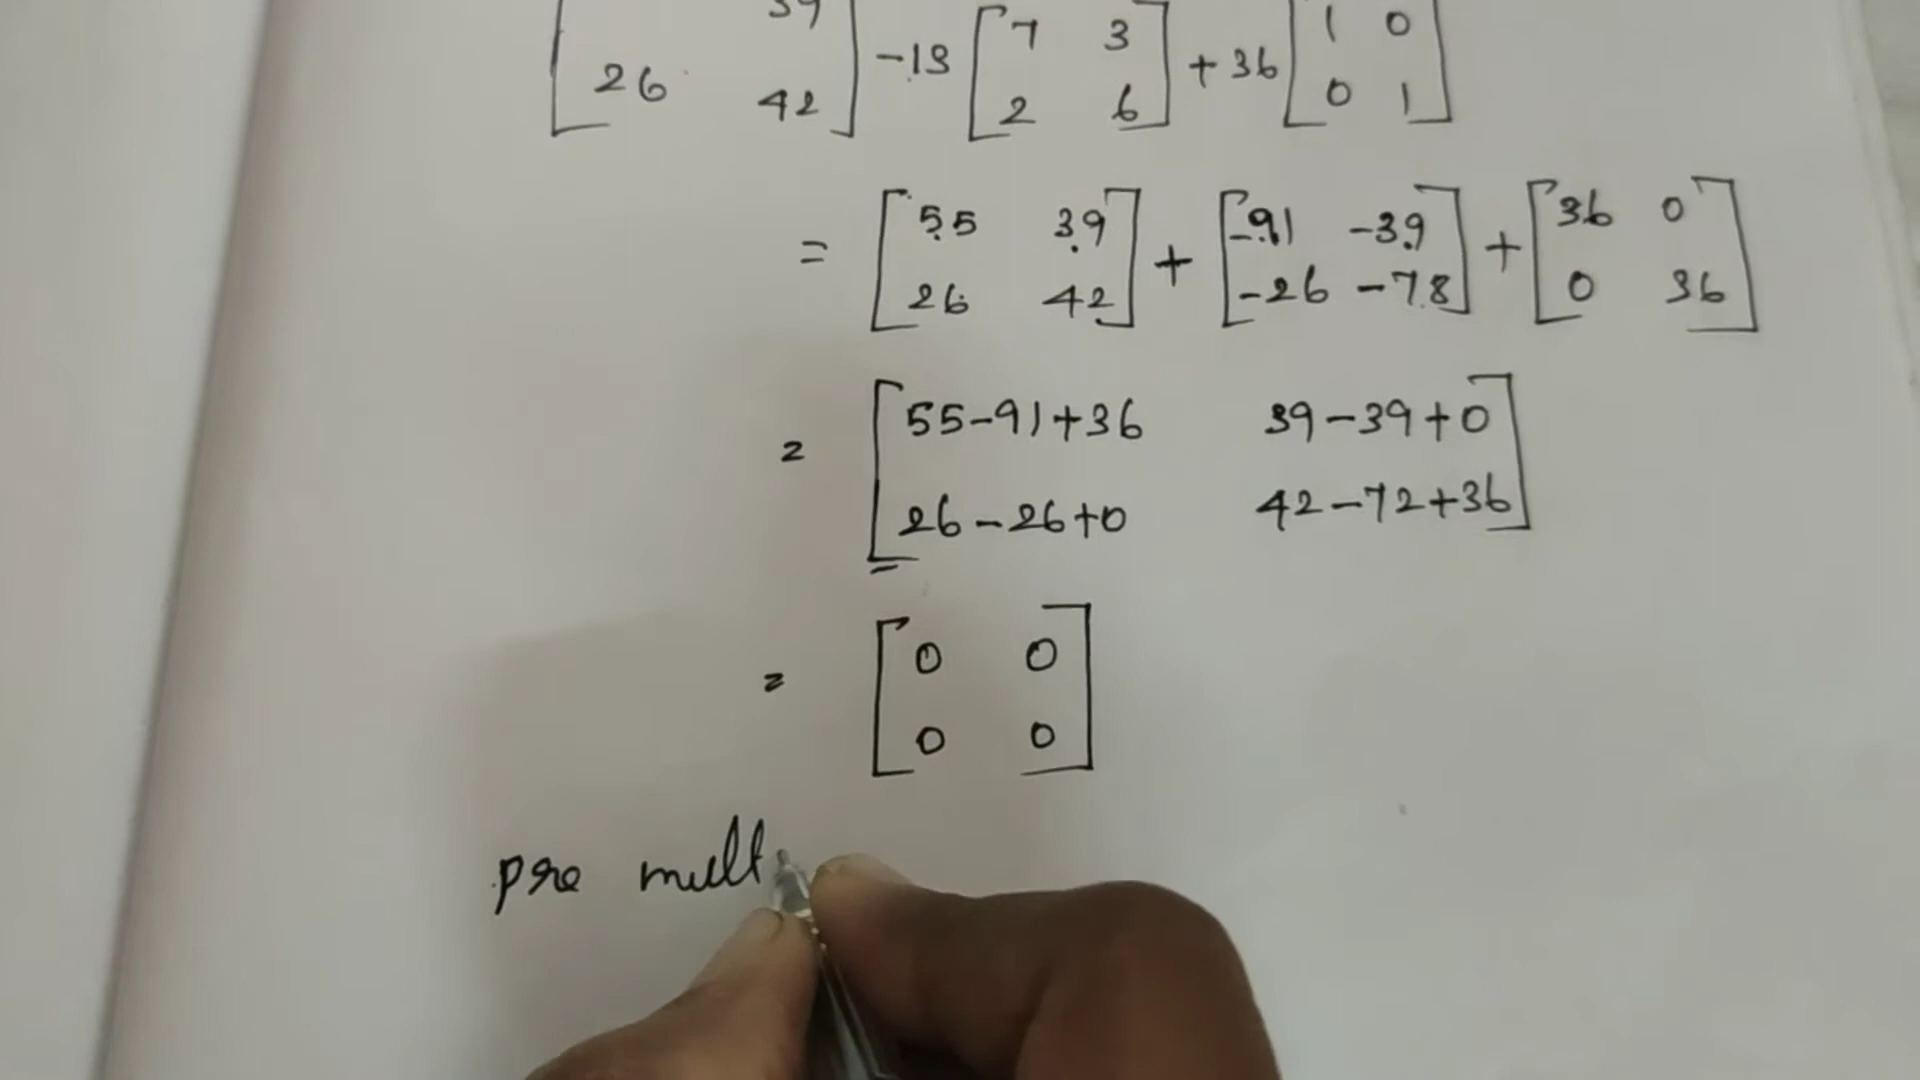 39
26 42 -13 7 3 2 6 +36 1 0 0 1
= 55 39 + -91 -39 + 36 0
26 42 -26 -78 0 36
= 55-91+36 39-39+0
26-26+0 42-72+36
= 0 0
0 0
pre mult